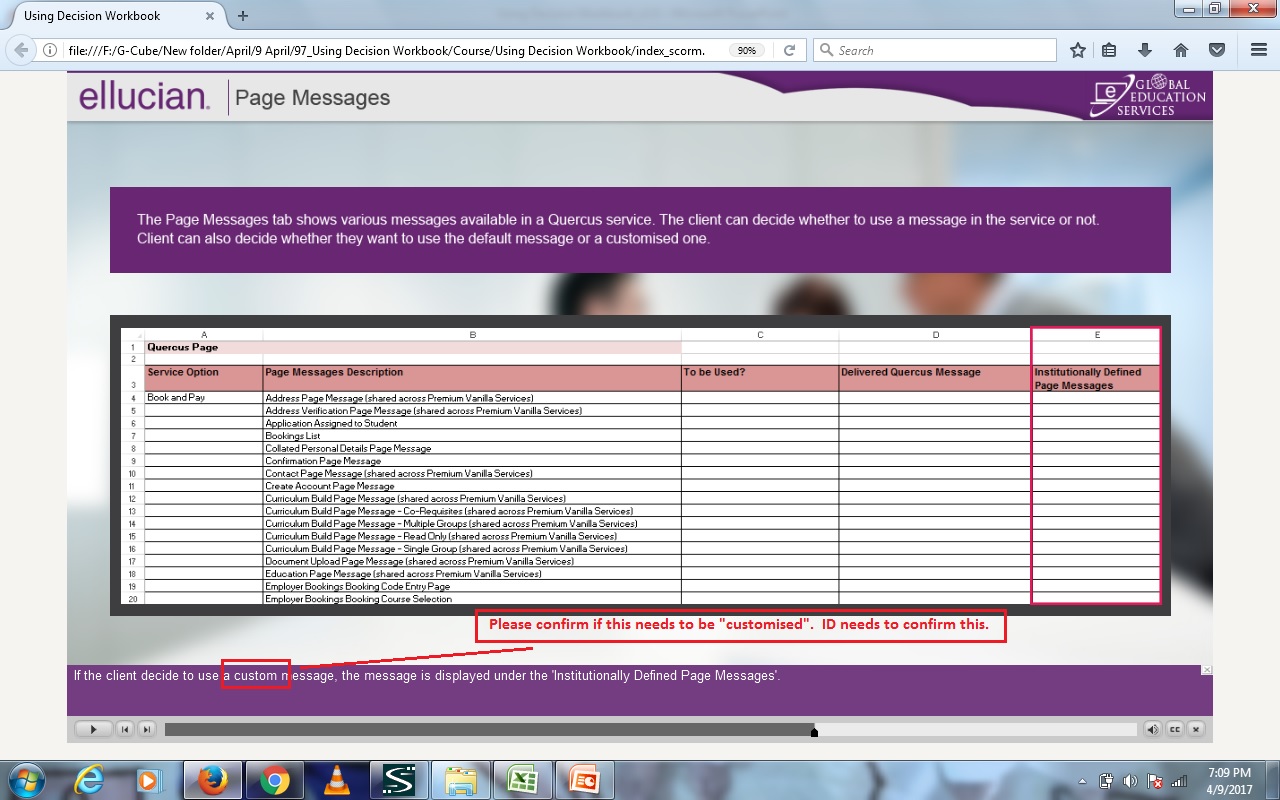 Using Decision Workbook
file:///F:/G-Cube/New folder/April/9 April/97_Using Decision Workbook/Course/Using Decision Workbook/index_scorm.
90%
Search
ellucian.
Page Messages
GLOBAL
EDUCATION
SERVICES
The Page Messages tab shows various messages available in a Quercus service. The client can decide whether to use a message in the service or not.
Client can also decide whether they want to use the default message or a customised one.
A B C D E
1 Quercus Page
2
3 Service Option Page Messages Description To be Used? Delivered Quercus Message Institutionally Defined Page Messages
4 Book and Pay Address Page Message (shared across Premium Vanilla Services)
5 Address Verification Page Message (shared across Premium Vanilla Services)
6 Application Assigned to Student
7 Bookings List
8 Collated Personal Details Page Message
9 Confirmation Page Message
10 Contact Page Message (shared across Premium Vanilla Services)
11 Create Account Page Message
12 Curriculum Build Page Message (shared across Premium Vanilla Services)
13 Curriculum Build Page Message - Co-Requisites (shared across Premium Vanilla Services)
14 Curriculum Build Page Message - Multiple Groups (shared across Premium Vanilla Services)
15 Curriculum Build Page Message - Read Only (shared across Premium Vanilla Services)
16 Curriculum Build Page Message - Single Group (shared across Premium Vanilla Services)
17 Document Upload Page Message (shared across Premium Vanilla Services)
18 Education Page Message (shared across Premium Vanilla Services)
19 Employer Bookings Booking Code Entry Page
20 Employer Bookings Booking Course Selection
Please confirm if this needs to be "customised". ID needs to confirm this.
If the client decide to use a custom message, the message is displayed under the 'Institutionally Defined Page Messages'.
CC
7:09 PM
4/9/2017